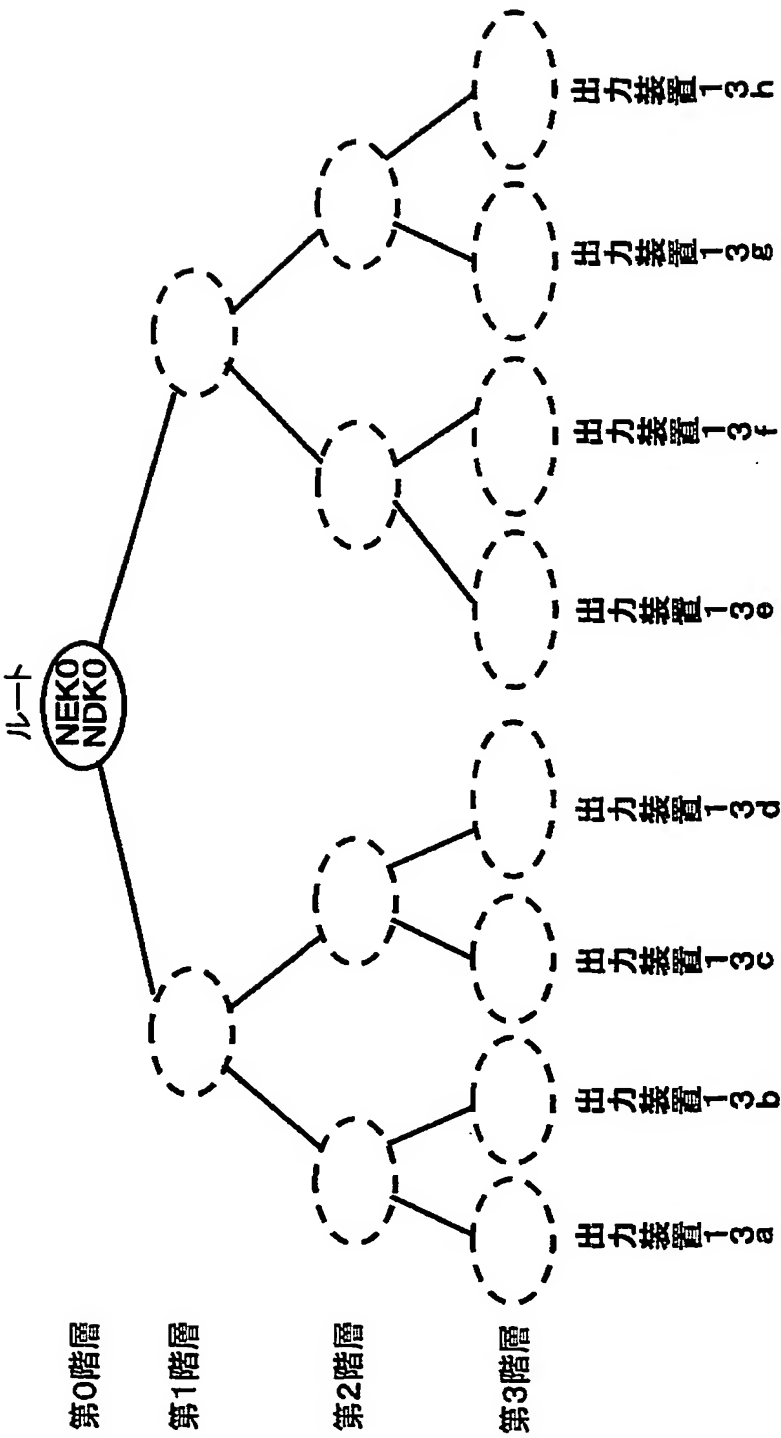 ルート
NEK0
NDK0
第0階層
第1階層
第2階層
第3階層
出力装置13a
出力装置13b
出力装置13c
出力装置13d
出力装置13e
出力装置13f
出力装置13g
出力装置13h